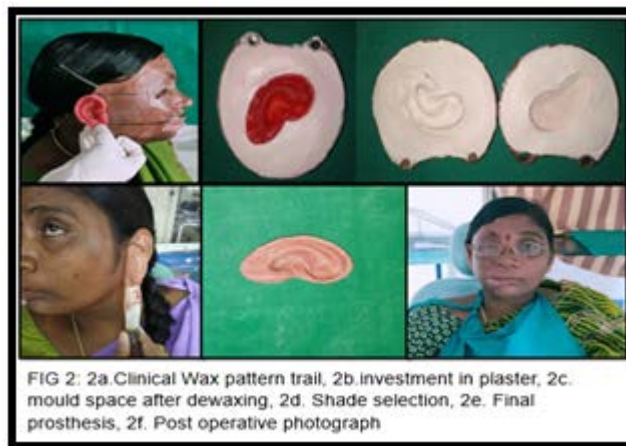 FIG 2: 2a.Clinical Wax pattern trail, 2b.investment in plaster, 2c.
mould space after dewaxing, 2d. Shade selection, 2e. Final
prosthesis, 2f. Post operative photograph